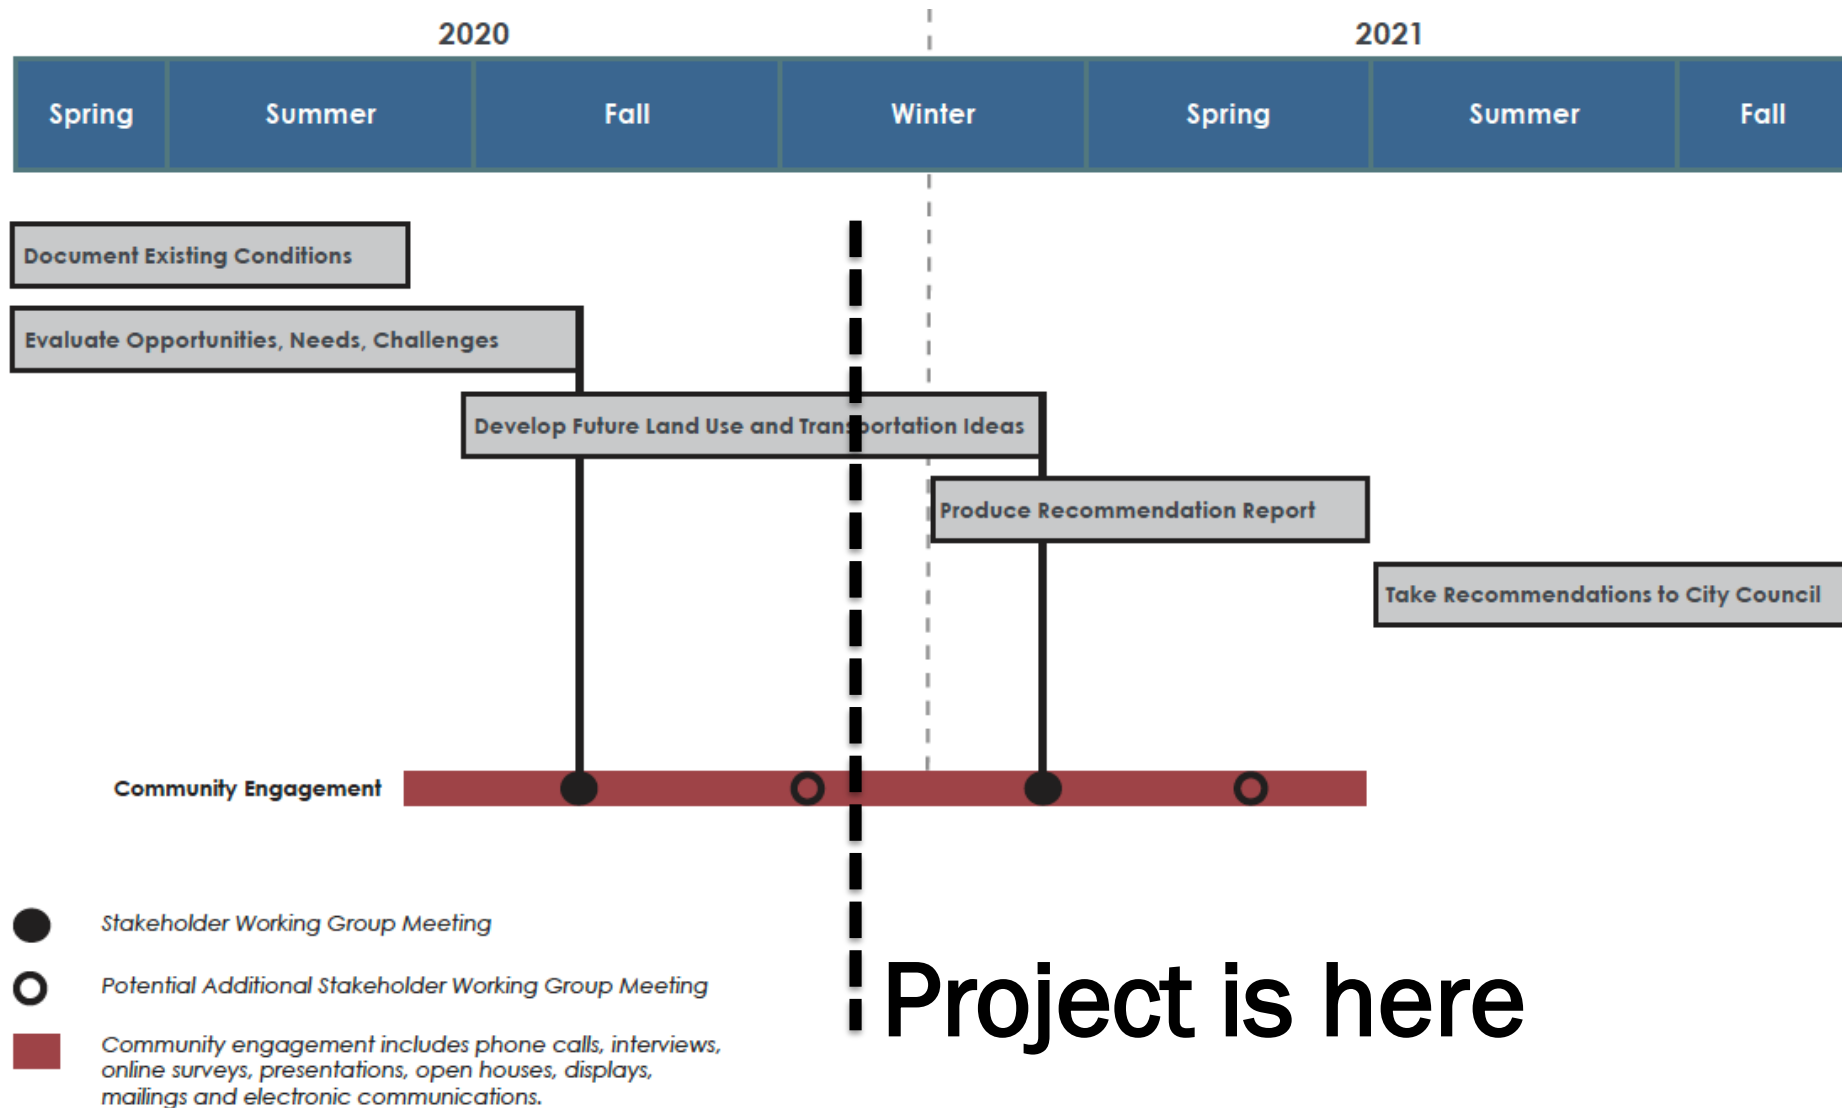 2020
2021
Spring
Summer
Fall
Winter
Spring
Summer
Fall
Document Existing Conditions
Evaluate Opportunities, Needs, Challenges
Develop Future Land Use and Transportation Ideas
Produce Recommendation Report
Take Recommendations to City Council
Community Engagement
Stakeholder Working Group Meeting
Potential Additional Stakeholder Working Group Meeting
Project is here
Community engagement includes phone calls, interviews,
online surveys, presentations, open houses, displays,
mailings and electronic communications.